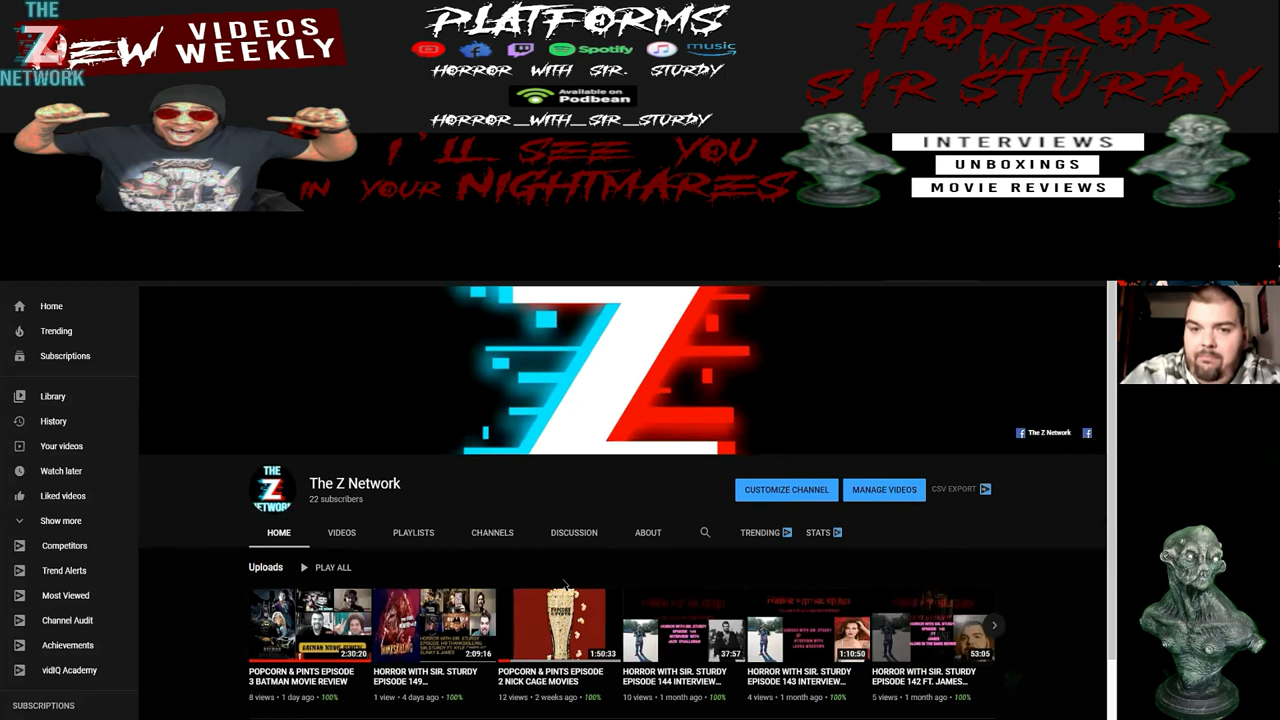 THE
Z
NETWORK
NEW VIDEOS
WEEKLY
PLATFORMS
Spotify
music
HORROR WITH SIR. STURDY
Available on
Podbean
HORROR_WITH_SIR_STURDY
HORROR
WITH
SIR STURDY
I'LL SEE YOU
IN YOUR NIGHTMARES
INTERVIEWS
UNBOXINGS
MOVIE REVIEWS
Home
Trending
Subscriptions
Library
History
Your videos
Watch later
Liked videos
Show more
Competitors
Trend Alerts
Most Viewed
Channel Audit
Achievements
vidIQ Academy
SUBSCRIPTIONS
Z
The Z Network
THE
Z
NETWORK
The Z Network
22 subscribers
CUSTOMIZE CHANNEL
MANAGE VIDEOS
CSV EXPORT
HOME
VIDEOS
PLAYLISTS
CHANNELS
DISCUSSION
ABOUT
TRENDING
STATS
Uploads
PLAY ALL
BATMAN MOVIE REVIEW
2:30:20
2:09:16
1:50:33
37:57
1:10:50
53:05
POPCORN & PINTS EPISODE
3 BATMAN MOVIE REVIEW
8 views • 1 day ago • 100%
HORROR WITH SIR. STURDY
EPISODE 149...
1 view • 4 days ago • 100%
POPCORN & PINTS EPISODE
2 NICK CAGE MOVIES
12 views • 2 weeks ago • 100%
HORROR WITH SIR. STURDY
EPISODE 144 INTERVIEW...
10 views • 1 month ago • 100%
HORROR WITH SIR. STURDY
EPISODE 143 INTERVIEW...
4 views • 1 month ago • 100%
HORROR WITH SIR. STURDY
EPISODE 142 FT. JAMES...
5 views • 1 month ago • 100%